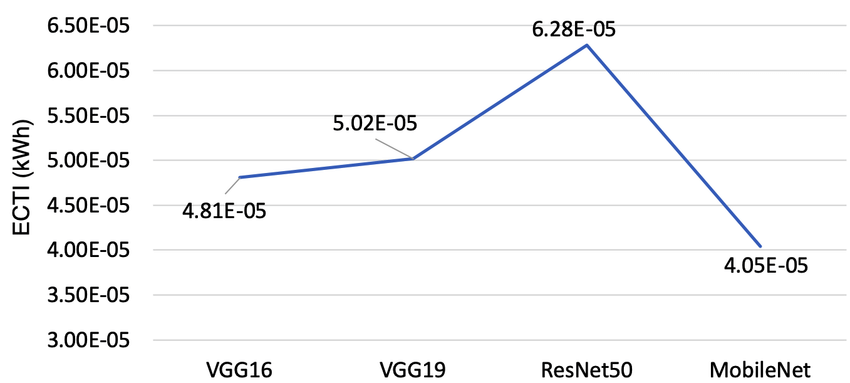 ECTI (kWh)
6.50E-05
6.00E-05
5.50E-05
5.00E-05
4.50E-05
4.00E-05
3.50E-05
3.00E-05
4.81E-05
5.02E-05
6.28E-05
4.05E-05
VGG16
VGG19
ResNet50
MobileNet